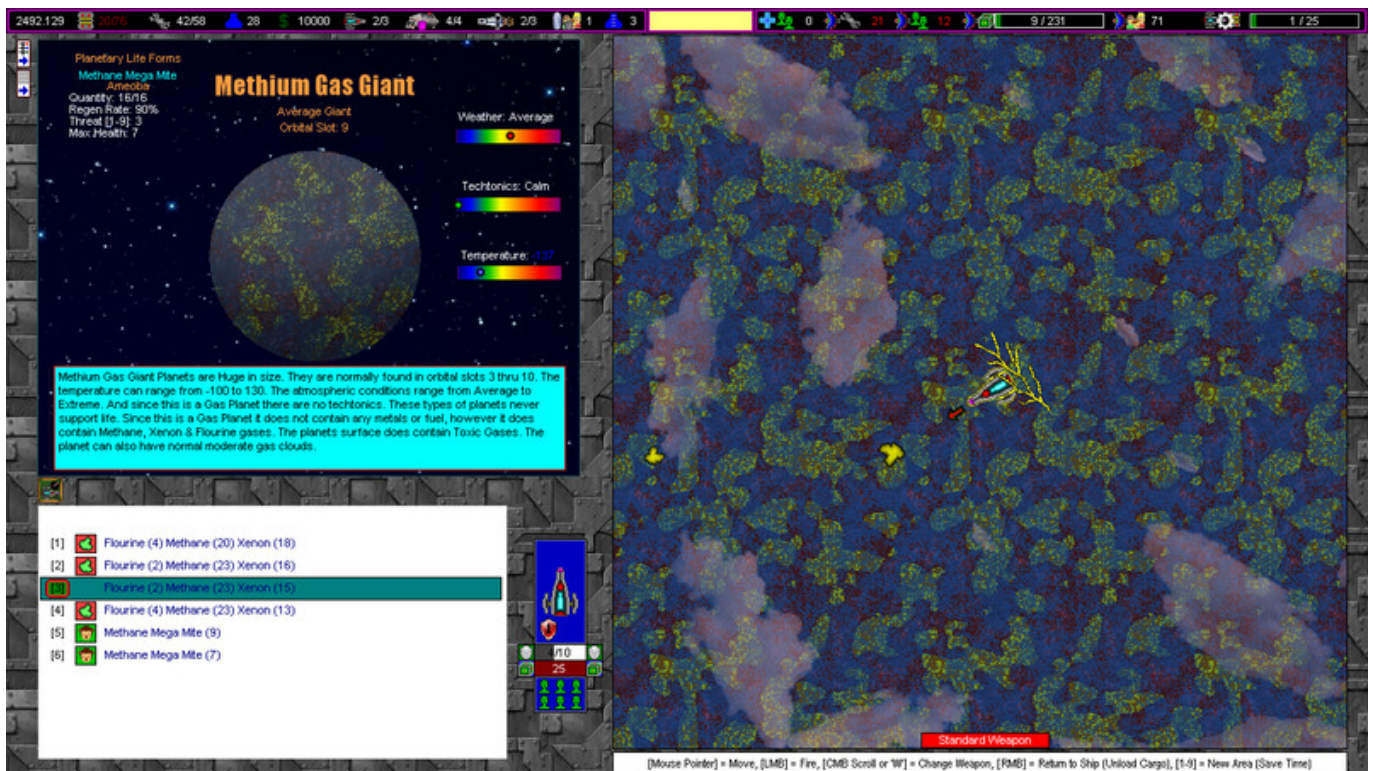 2492.129 20/76 42/58 28 $ 10000 2/3 4/4 2/3 1 3 0 21 12 9 / 231 71 1 / 25
Planetary Life Forms
Methane Mega Mite
Ameoba
Quantity: 16/16
Regen Rate: 90%
Threat [1-9]: 3
Max.Health: 7
Methium Gas Giant
Average Giant
Orbital Slot: 9
Weather: Average
Techtonics: Calm
Temperature: -137
Methium Gas Giant Planets are Huge in size. They are normally found in orbital slots 3 thru 10. The
temperature can range from -100 to 130. The atmospheric conditions range from Average to
Extreme. And since this is a Gas Planet there are no techtonics. These types of planets never
support life. Since this is a Gas Planet it does not contain any metals or fuel, however it does
contain Methane, Xenon & Flourine gases. The planets surface does contain Toxic Gases. The
planet can also have normal moderate gas clouds.
[1] Flourine (4) Methane (20) Xenon (18)
[2] Flourine (2) Methane (23) Xenon (16)
[3] Flourine (2) Methane (23) Xenon (15)
[4] Flourine (4) Methane (23) Xenon (13)
[5] Methane Mega Mite (9)
[6] Methane Mega Mite (7)
4/10
25
Standard Weapon
[Mouse Pointer] = Move, [LMB] = Fire, [CMB Scroll or 'W'] = Change Weapon, [RMB] = Return to Ship (Unload Cargo), [1-9] = New Area (Save Time)